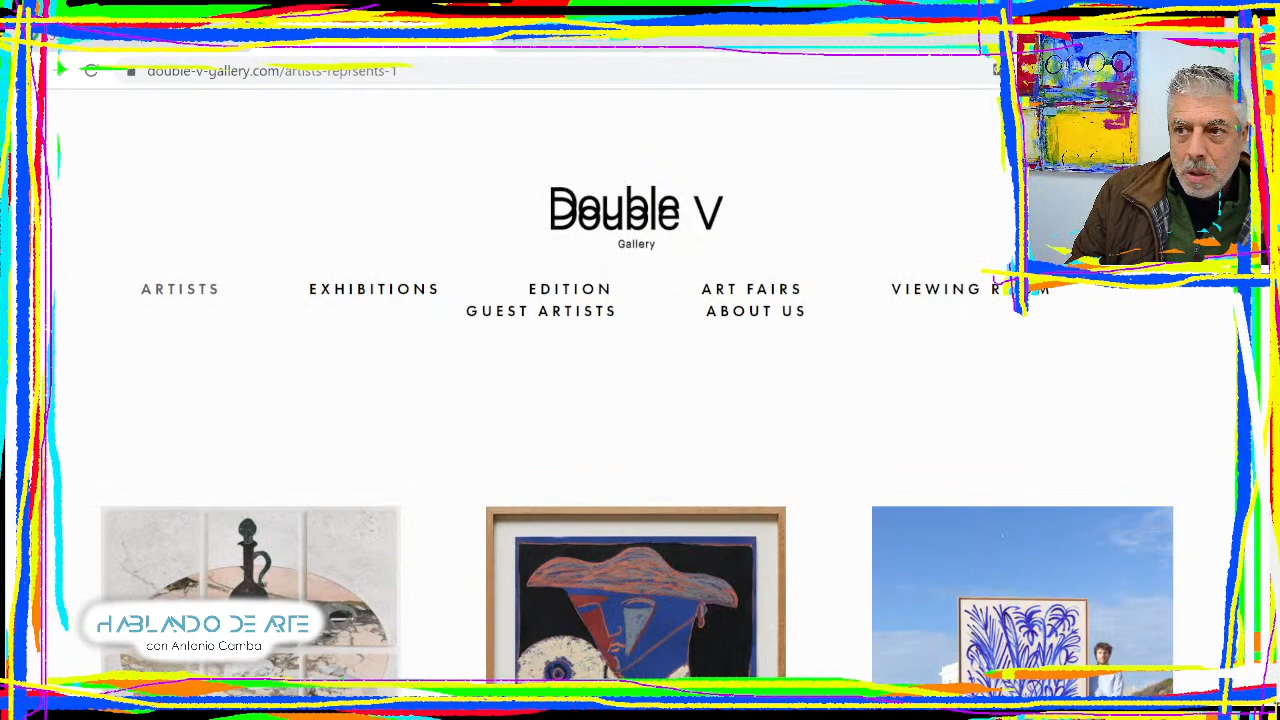 double-v-gallery.com/artists-reprsents-1
Double V
Gallery
ARTISTS EXHIBITIONS EDITION ART FAIRS VIEWING
GUEST ARTISTS ABOUT US
HABLANDO DE ARTE
con Antonio Camba